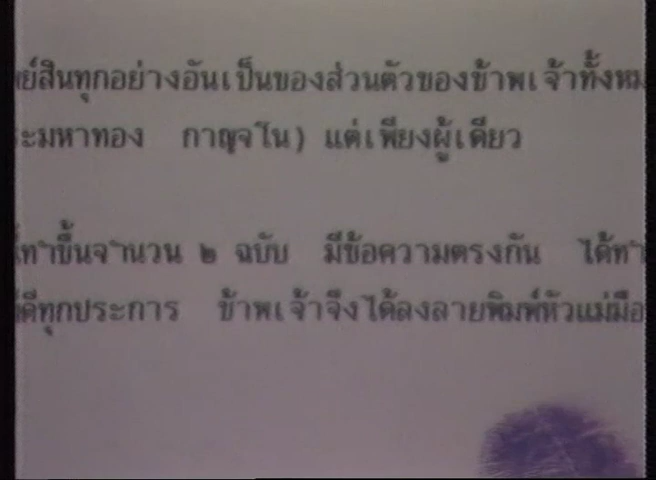 ย์สินทุกอย่างอันเป็นของส่วนตัวของข้าพเจ้าทั้งหม
ะมหาทอง กาญจโน) แต่เพียงผู้เดียว
ทำขึ้นจำนวน ๒ ฉบับ มีข้อความตรงกัน ได้ทำ
ดีทุกประการ ข้าพเจ้าจึงได้ลงลายพิมพ์หัวแม่มือ